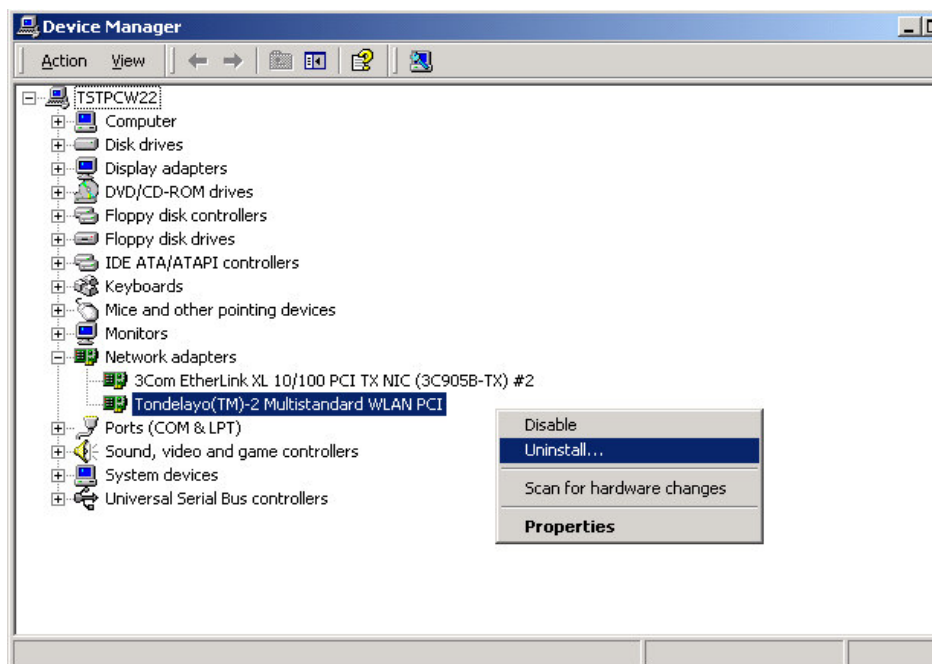 Device Manager
Action View
TSTPCW22
Computer
Disk drives
Display adapters
DVD/CD-ROM drives
Floppy disk controllers
Floppy disk drives
IDE ATA/ATAPI controllers
Keyboards
Mice and other pointing devices
Monitors
Network adapters
3Com EtherLink XL 10/100 PCI TX NIC (3C905B-TX) #2
Tondelayo(TM)-2 Multistandard WLAN PCI
Ports (COM & LPT)
Sound, video and game controllers
System devices
Universal Serial Bus controllers
Disable
Uninstall...
Scan for hardware changes
Properties